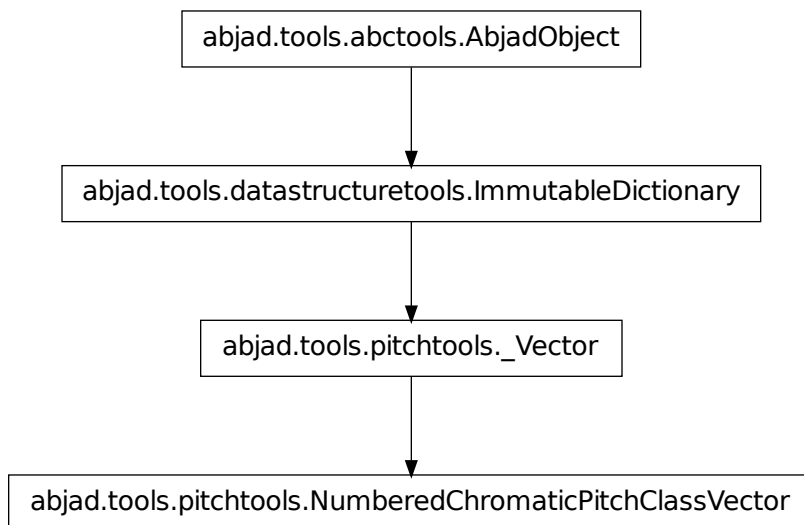 abjad.tools.abctools.AbjadObject
abjad.tools.datastructuretools.ImmutableDictionary
abjad.tools.pitchtools._Vector
abjad.tools.pitchtools.NumberedChromaticPitchClassVector